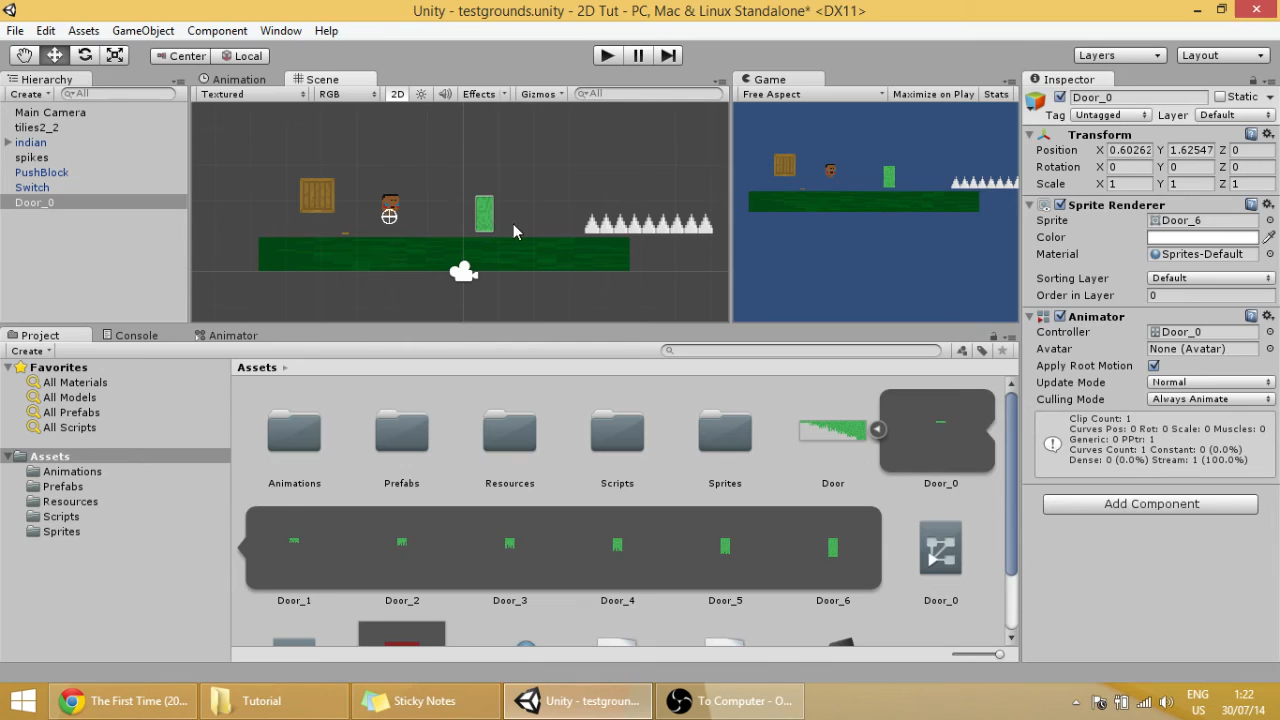 Unity - testgrounds.unity - 2D Tut - PC, Mac & Linux Standalone* <DX11>
File Edit Assets GameObject Component Window Help
Center Local Layers Layout
Hierarchy
Create All
Main Camera
tilies2_2
indian
spikes
PushBlock
Switch
Door_0
Animation Scene
Textured RGB 2D Effects Gizmos All
Game
Free Aspect Maximize on Play Stats
Inspector
Door_0 Static
Tag Untagged Layer Default
Transform
Position X 0.60262 Y 1.62547 Z 0
Rotation X 0 Y 0 Z 0
Scale X 1 Y 1 Z 1
Sprite Renderer
Sprite Door_6
Color
Material Sprites-Default
Sorting Layer Default
Order in Layer 0
Animator
Controller Door_0
Avatar None (Avatar)
Apply Root Motion
Update Mode Normal
Culling Mode Always Animate
Clip Count: 1
Curves Pos: 0 Rot: 0 Scale: 0 Muscles: 0
Generic: 0 PPtr: 1
Curves Count: 1 Constant: 0 (0.0%)
Dense: 0 (0.0%) Stream: 1 (100.0%)
Add Component
Project Console Animator
Create
Favorites
All Materials
All Models
All Prefabs
All Scripts
Assets
Animations
Prefabs
Resources
Scripts
Sprites
Assets
Animations Prefabs Resources Scripts Sprites Door Door_0
Door_1 Door_2 Door_3 Door_4 Door_5 Door_6 Door_0
The First Time (20... Tutorial Sticky Notes Unity - testgroun... To Computer - O...
ENG 1:22
US 30/07/14